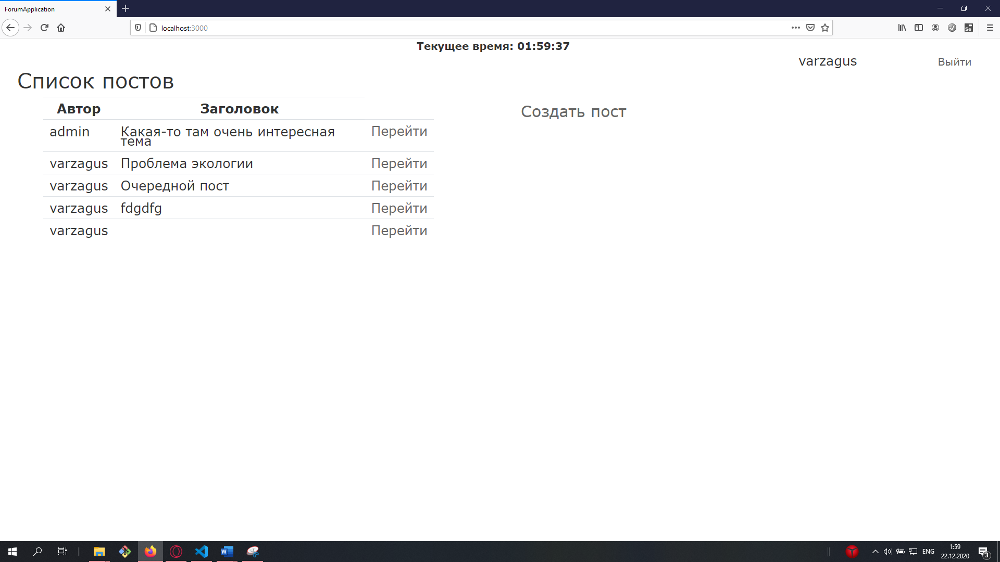 ForumApplication
localhost:3000
Se
Текущее время: 01:59:37
varzagus Выйти
Список постов
Автор Заголовок
Создать пост
admin Какая-то там очень интересная тема Перейти
varzagus Проблема экологии Перейти
varzagus Очередной пост Перейти
varzagus fdgdfg Перейти
varzagus Перейти
ENG
1:59
22.12.2020
3